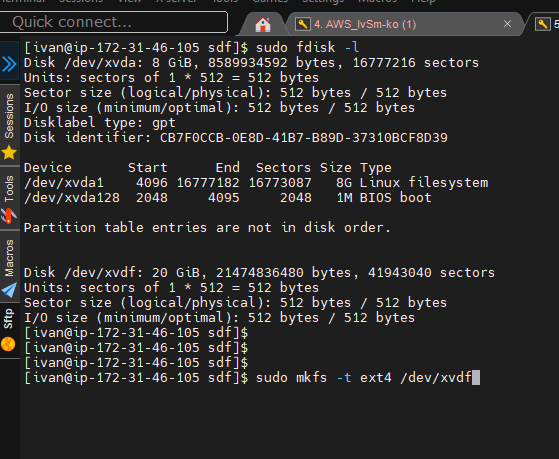 Quick connect...
4. AWS_IvSm-ko (1)
5
Sessions
Tools
Macros
Sftp
[ivan@ip-172-31-46-105 sdf]$ sudo fdisk -l
Disk /dev/xvda: 8 GiB, 8589934592 bytes, 16777216 sectors
Units: sectors of 1 * 512 = 512 bytes
Sector size (logical/physical): 512 bytes / 512 bytes
I/O size (minimum/optimal): 512 bytes / 512 bytes
Disklabel type: gpt
Disk identifier: CB7F0CCB-0E8D-41B7-B89D-37310BCF8D39
Device Start End Sectors Size Type
/dev/xvda1 4096 16777182 16773087 8G Linux filesystem
/dev/xvda128 2048 4095 2048 1M BIOS boot
Partition table entries are not in disk order.
Disk /dev/xvdf: 20 GiB, 21474836480 bytes, 41943040 sectors
Units: sectors of 1 * 512 = 512 bytes
Sector size (logical/physical): 512 bytes / 512 bytes
I/O size (minimum/optimal): 512 bytes / 512 bytes
[ivan@ip-172-31-46-105 sdf]$
[ivan@ip-172-31-46-105 sdf]$
[ivan@ip-172-31-46-105 sdf]$
[ivan@ip-172-31-46-105 sdf]$ sudo mkfs -t ext4 /dev/xvdf